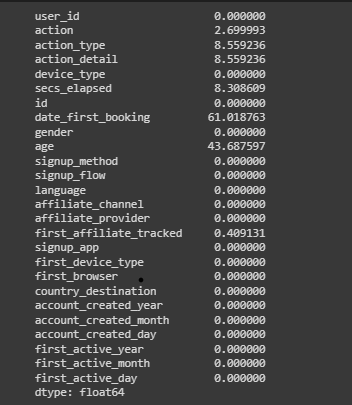 user_id 0.000000
action 2.699993
action_type 8.559236
action_detail 8.559236
device_type 0.000000
secs_elapsed 8.308609
id 0.000000
date_first_booking 61.018763
gender 0.000000
age 43.687597
signup_method 0.000000
signup_flow 0.000000
language 0.000000
affiliate_channel 0.000000
affiliate_provider 0.000000
first_affiliate_tracked 0.409131
signup_app 0.000000
first_device_type 0.000000
first_browser 0.000000
country_destination 0.000000
account_created_year 0.000000
account_created_month 0.000000
account_created_day 0.000000
first_active_year 0.000000
first_active_month 0.000000
first_active_day 0.000000
dtype: float64